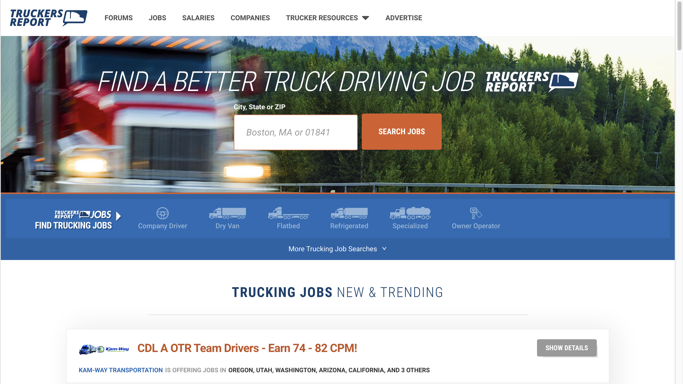 TRUCKERS REPORT FORUMS JOBS SALARIES COMPANIES TRUCKER RESOURCES ADVERTISE
FIND A BETTER TRUCK DRIVING JOB TRUCKERS REPORT
City, State or ZIP
Boston, MA or 01841 SEARCH JOBS
TRUCKERS REPORT JOBS
FIND TRUCKING JOBS Company Driver Dry Van Flatbed Refrigerated Specialized Owner Operator
More Trucking Job Searches
TRUCKING JOBS NEW & TRENDING
Kam-Way CDL A OTR Team Drivers - Earn 74 - 82 CPM! SHOW DETAILS
KAM-WAY TRANSPORTATION IS OFFERING JOBS IN OREGON, UTAH, WASHINGTON, ARIZONA, CALIFORNIA, AND 3 OTHERS